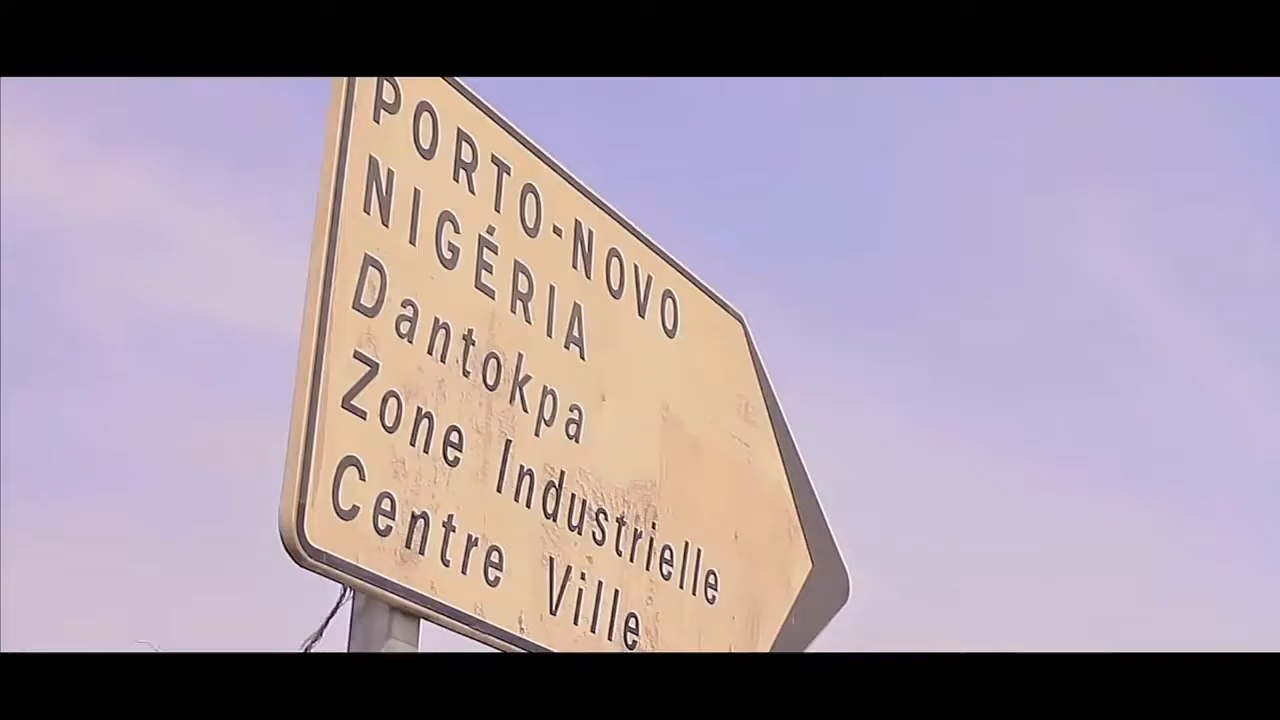 PORTO-NOVO
NIGÉRIA
Dantokpa
Zone Industrielle
Centre Ville